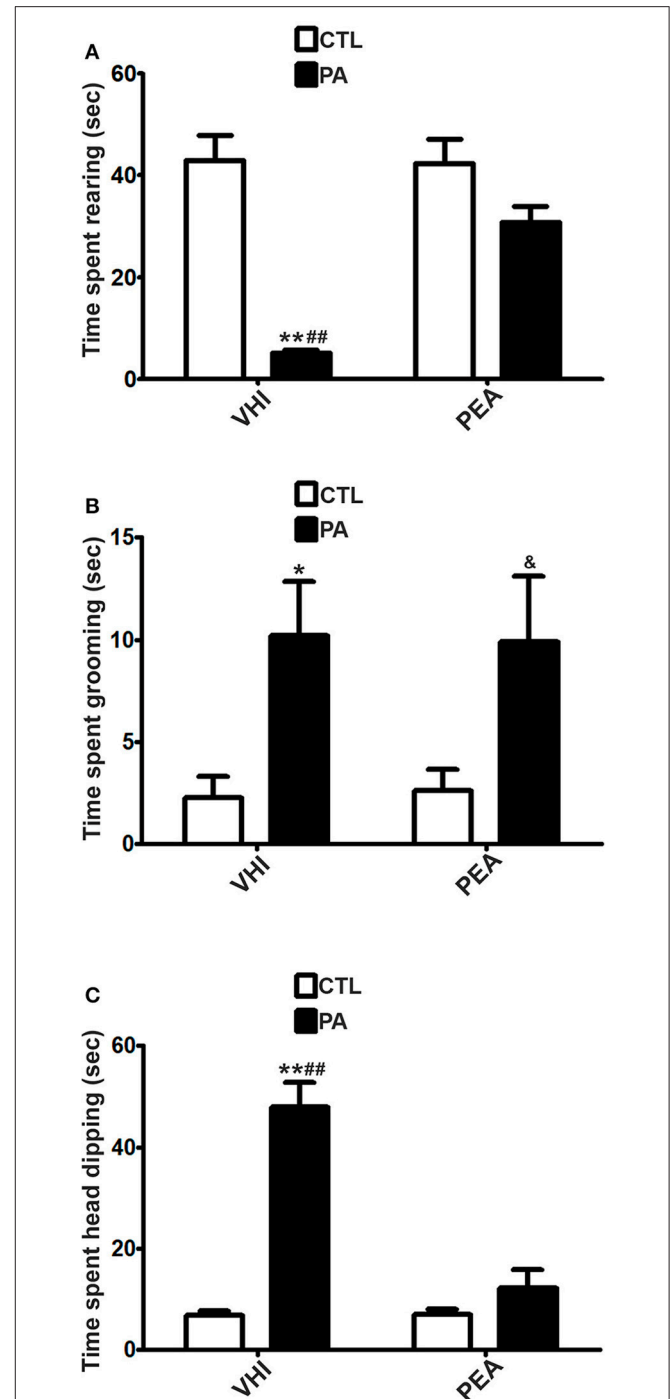 A
CTL
PA
Time spent rearing (sec)
60
40
20
0
**##
VHI
PEA
B
CTL
PA
Time spent grooming (sec)
15
10
5
0
*
&
VHI
PEA
C
CTL
PA
Time spent head dipping (sec)
60
40
20
0
**##
VHI
PEA